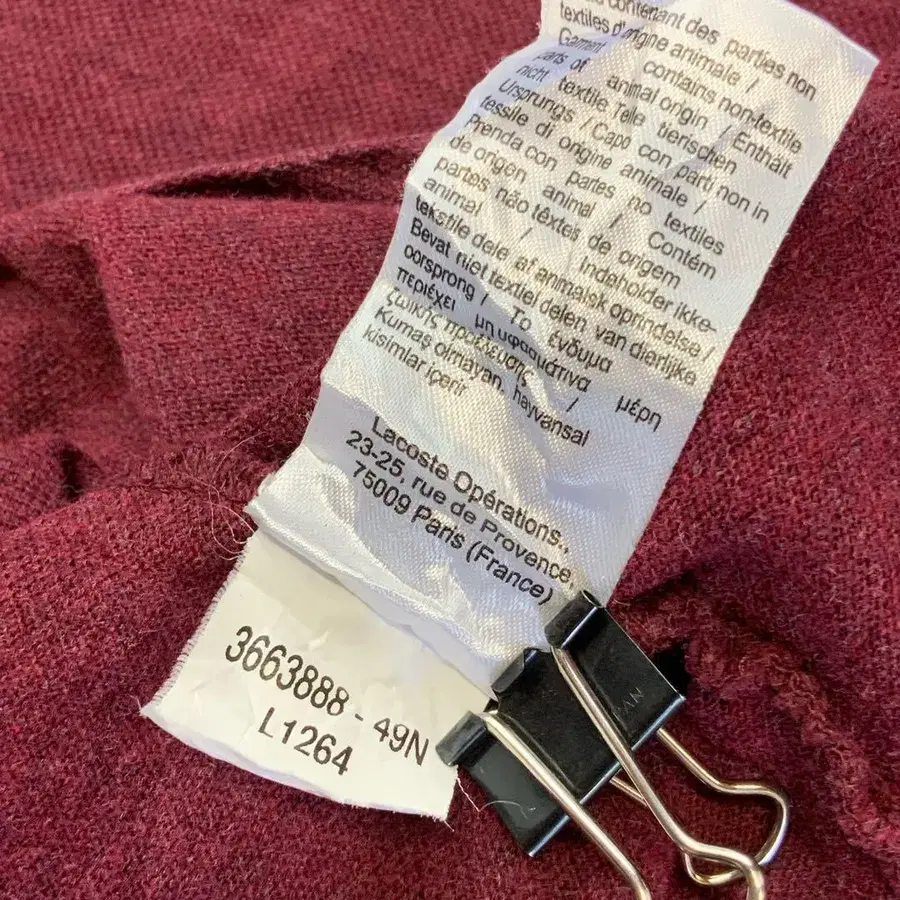 contenant des parties non
textiles d'origine animale /
Garment contains non-textile
parts of animal origin / Enthält
nicht textile Teile tierischen
Ursprungs / Capo con parti non in
tessile di origine animale /
Prenda con partes no textiles
de origen animal / Contém
partes não têxteis de origem
animal / Indeholder ikke-
tekstile dele af animalsk oprindelse /
Bevat niet textiel delen van dierlijke
oorsprong / Το ένδυμα
περιέχει μη υφασμάτινα μέρη
ζωικής προέλευσης /
Kumaş olmayan, hayvansal
kısımlar içerir
Lacoste Opérations.,
23-25, rue de Provence,
75009 Paris (France)
3663888 - 49N
L1264